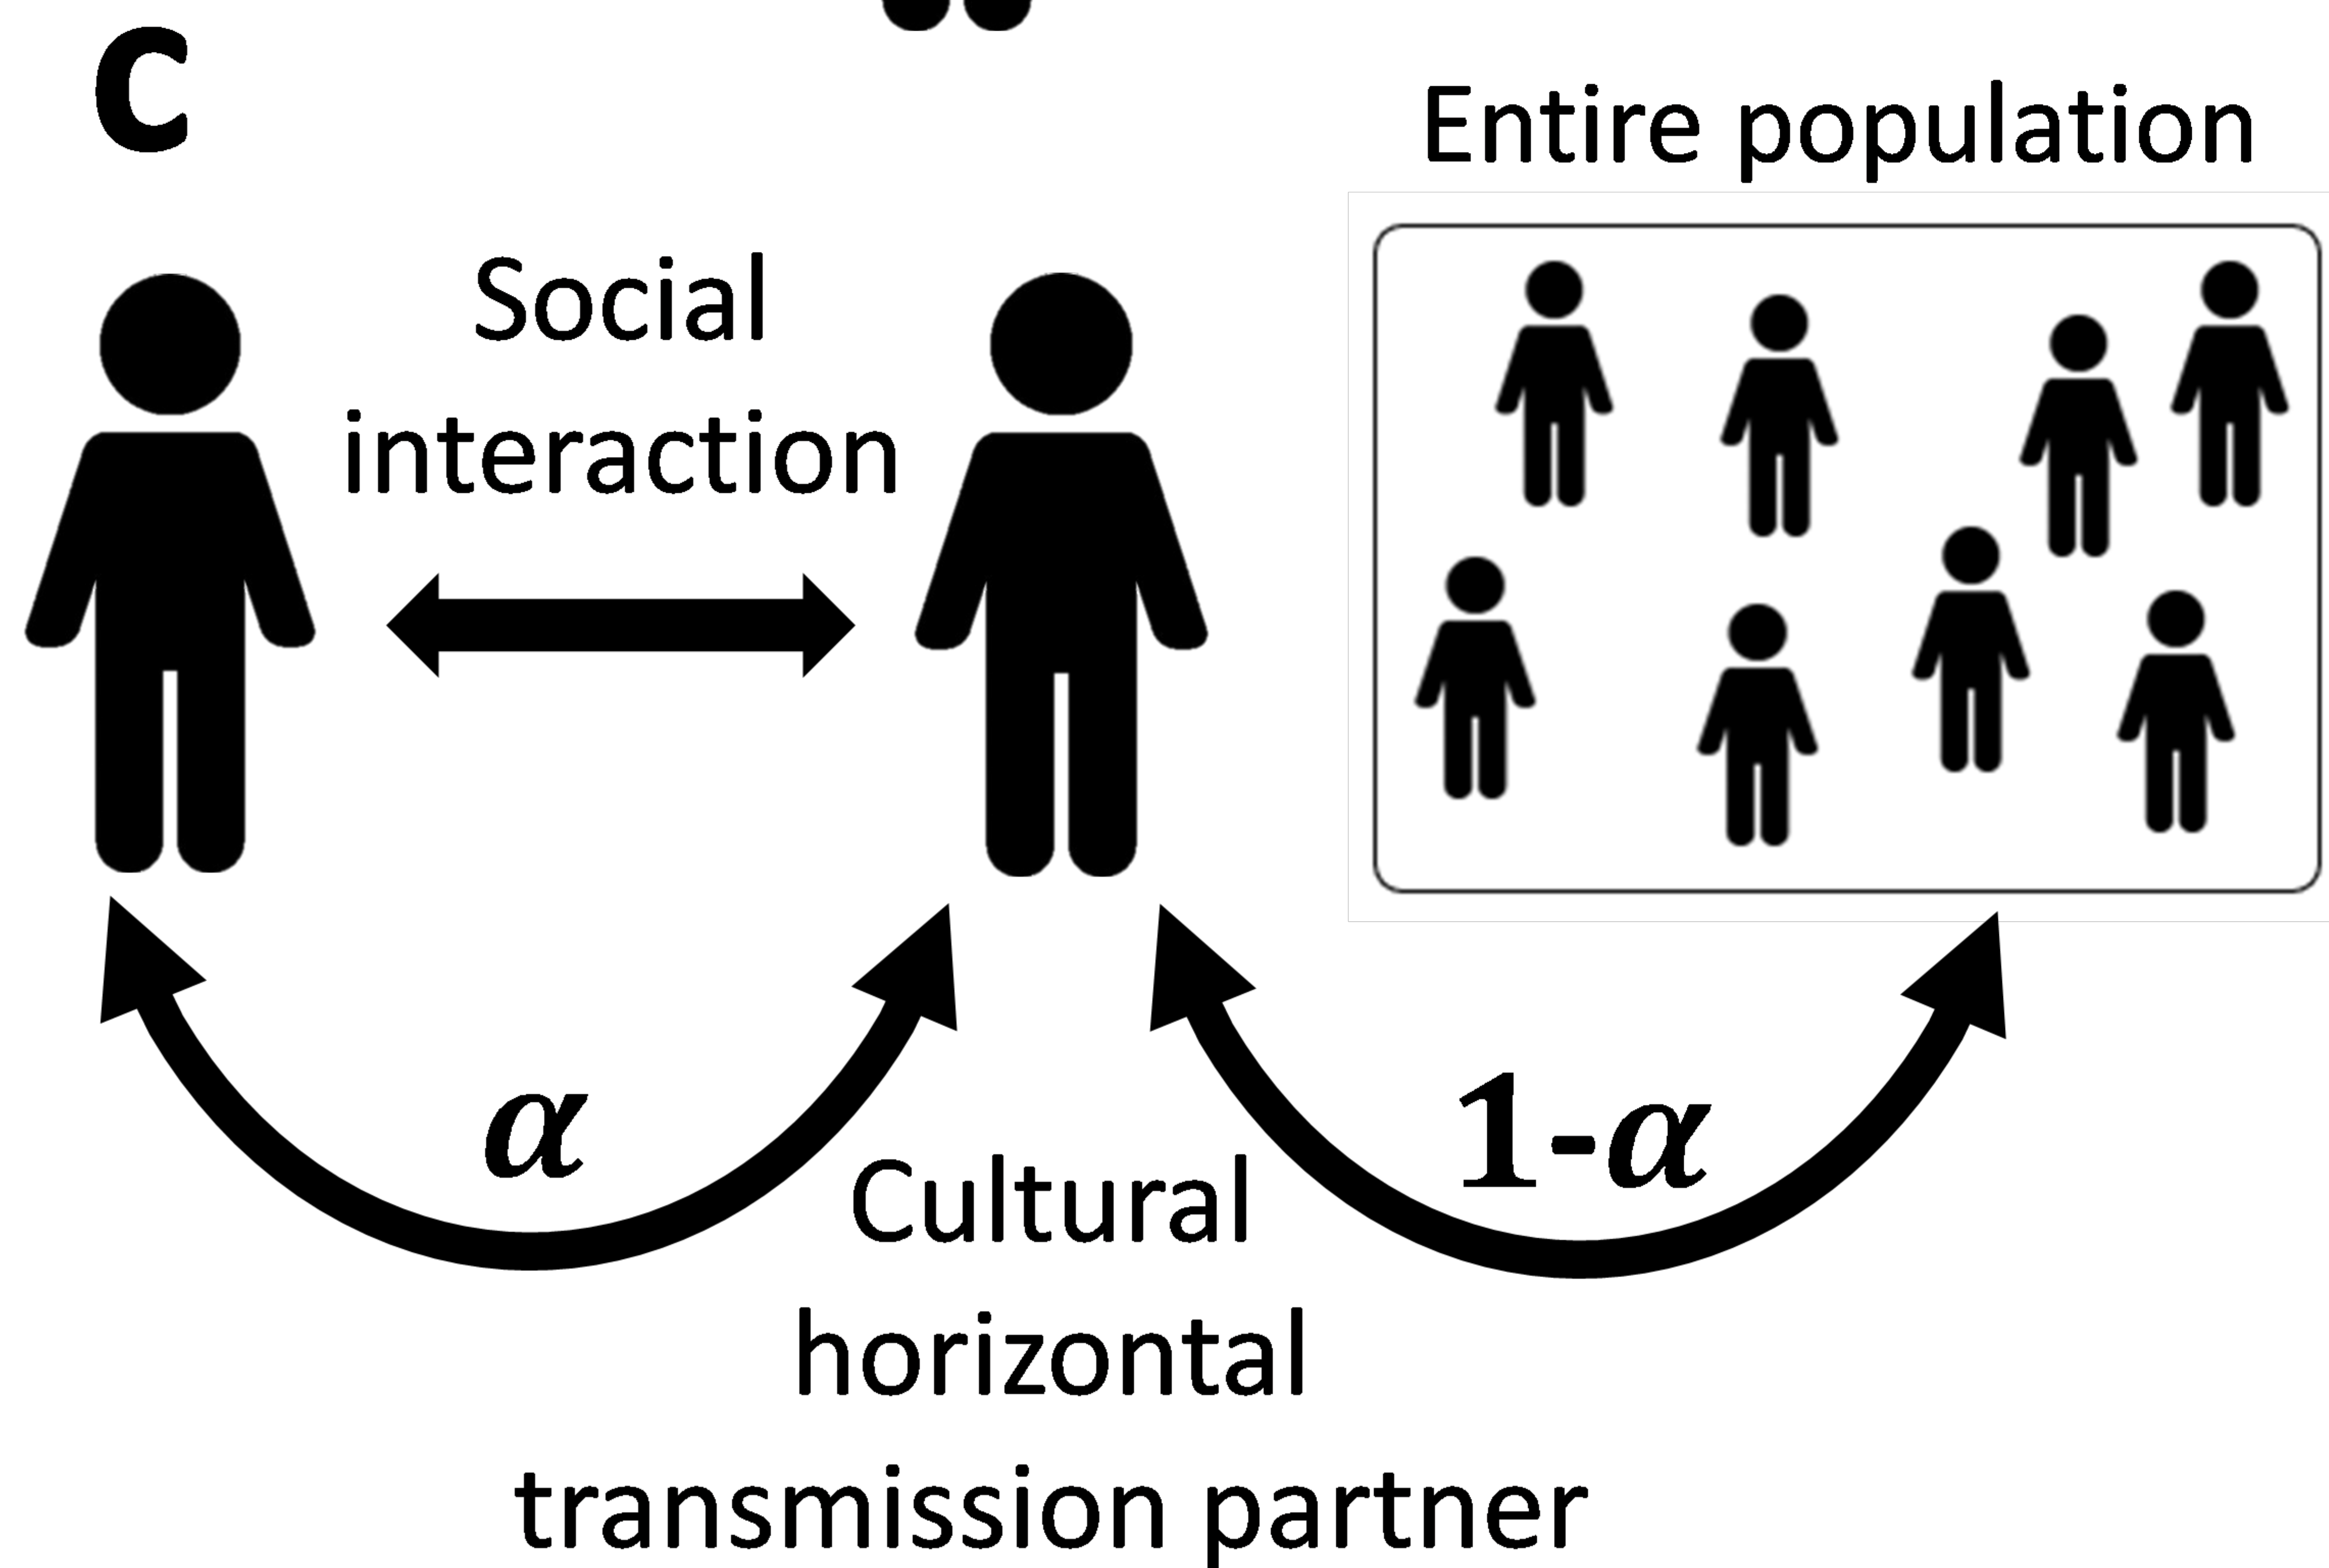 C
Entire population
Social
interaction
α
1-α
Cultural
horizontal
transmission partner